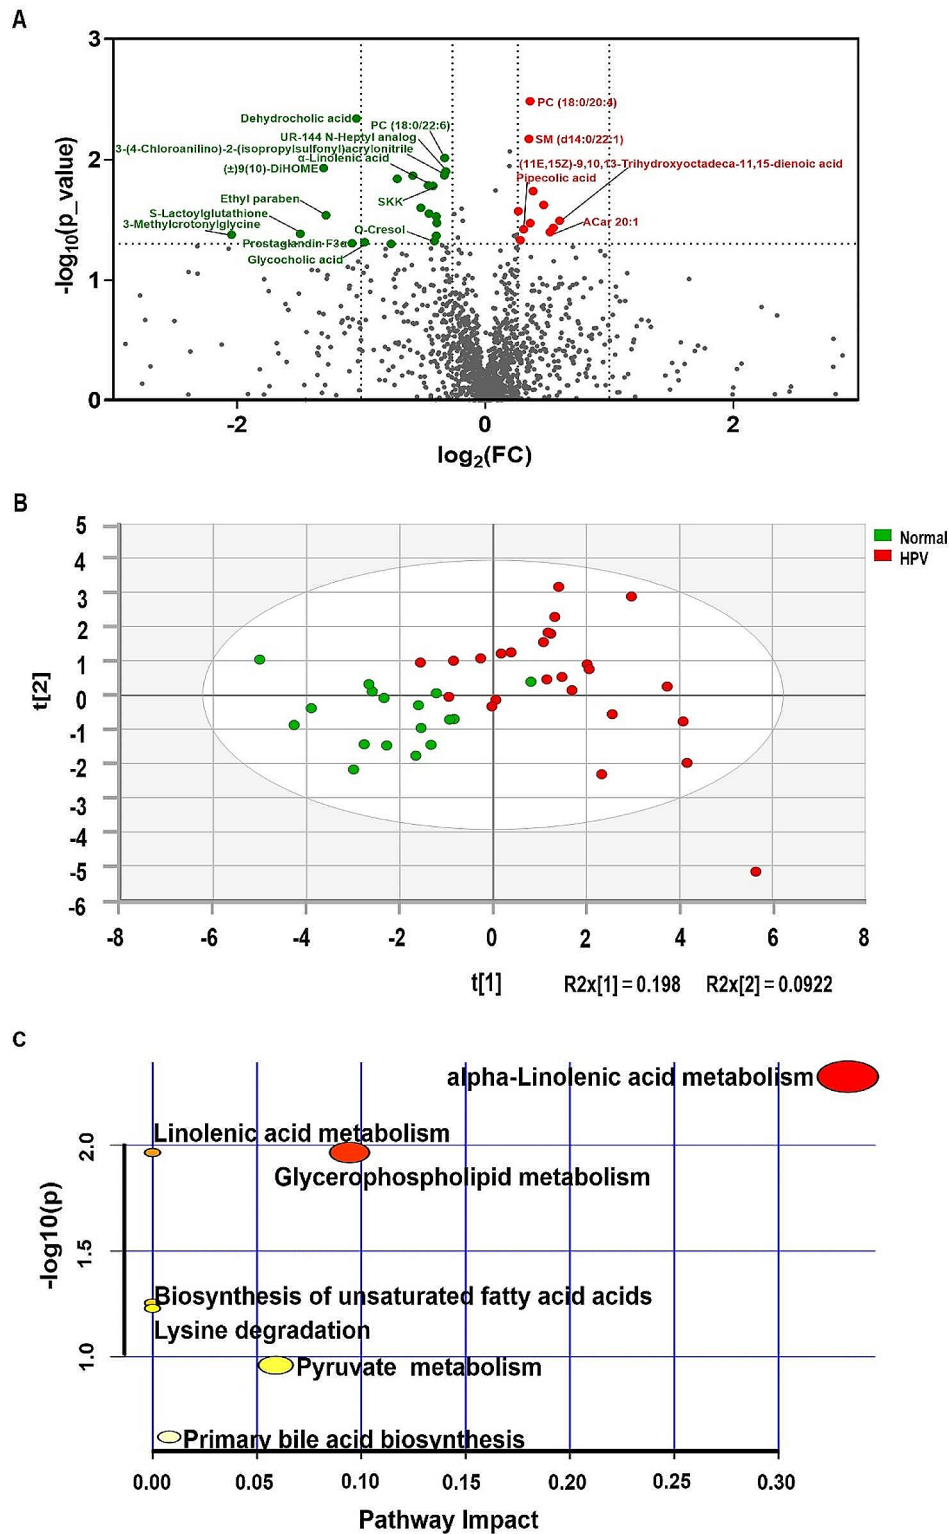 A
3
2
1
0
-log10(p_value)
Dehydrocholic acid
PC (18:0/22:6)
UR-144 N-Heptyl analog
3-(4-Chloroanilino)-2-(isopropylsulfonyl)acrylonitrile
α-Linolenic acid
(±)9(10)-DiHOME
SKK
Ethyl paraben
S-Lactoylglutathione
3-Methylcrotonylglycine
O-Cresol
Prostaglandin F3α
Glycocholic acid
PC (18:0/20:4)
SM (d14:0/22:1)
(11E,15Z)-9,10,13-Trihydroxyoctadeca-11,15-dienoic acid
Pipecolic acid
ACar 20:1
-2 0 2
log2(FC)
B
5
4
3
2
1
0
-1
-2
-3
-4
-5
-6
t[2]
Normal
HPV
-8 -6 -4 -2 0 2 4 6 8
t[1] R2x[1] = 0.198 R2x[2] = 0.0922
C
alpha-Linolenic acid metabolism
Linolenic acid metabolism
Glycerophospholipid metabolism
Biosynthesis of unsaturated fatty acid acids
Lysine degradation
Pyruvate metabolism
Primary bile acid biosynthesis
2.0
1.5
1.0
-log10(p)
0.00 0.05 0.10 0.15 0.20 0.25 0.30
Pathway Impact